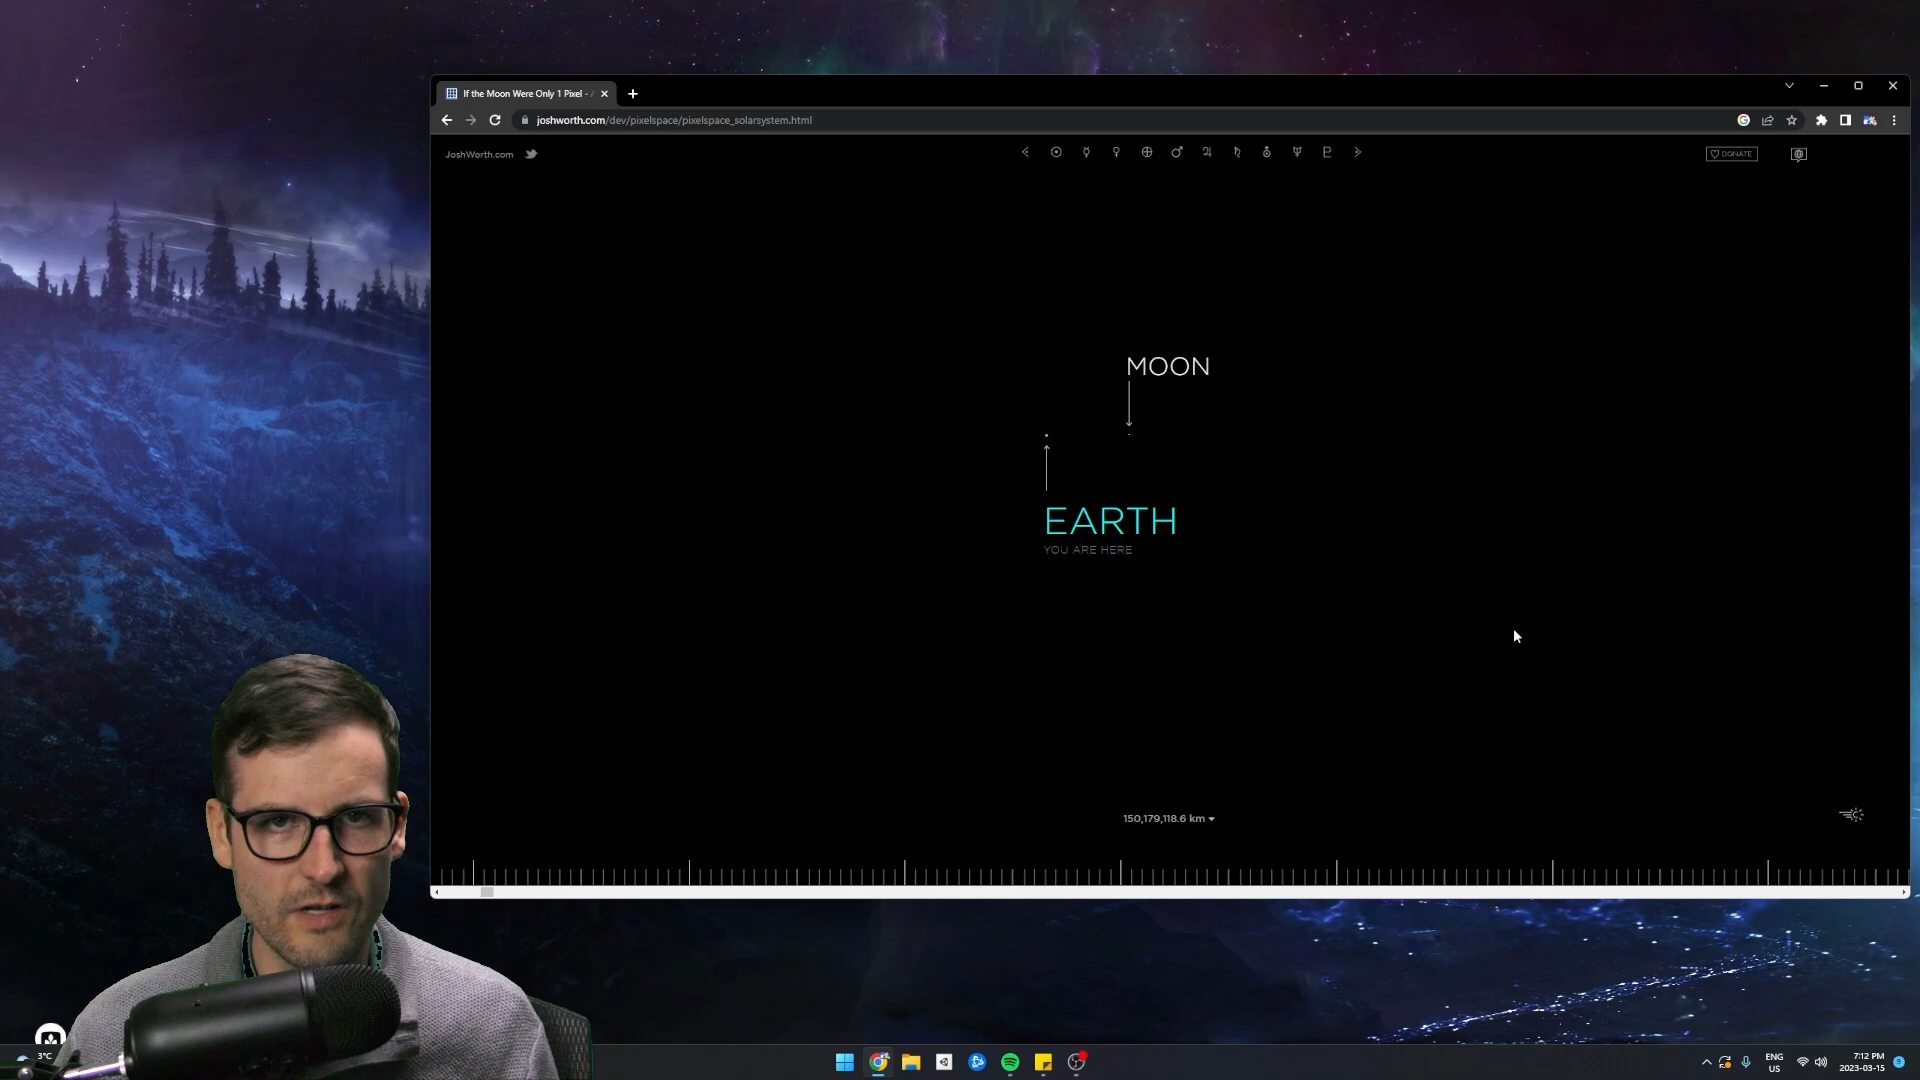 If the Moon Were Only 1 Pixel -
joshworth.com/dev/pixelspace/pixelspace_solarsystem.html
JoshWorth.com
DONATE
MOON
EARTH
YOU ARE HERE
150,179,118.6 km
3°C
ENG
US
7:12 PM
2023-03-15